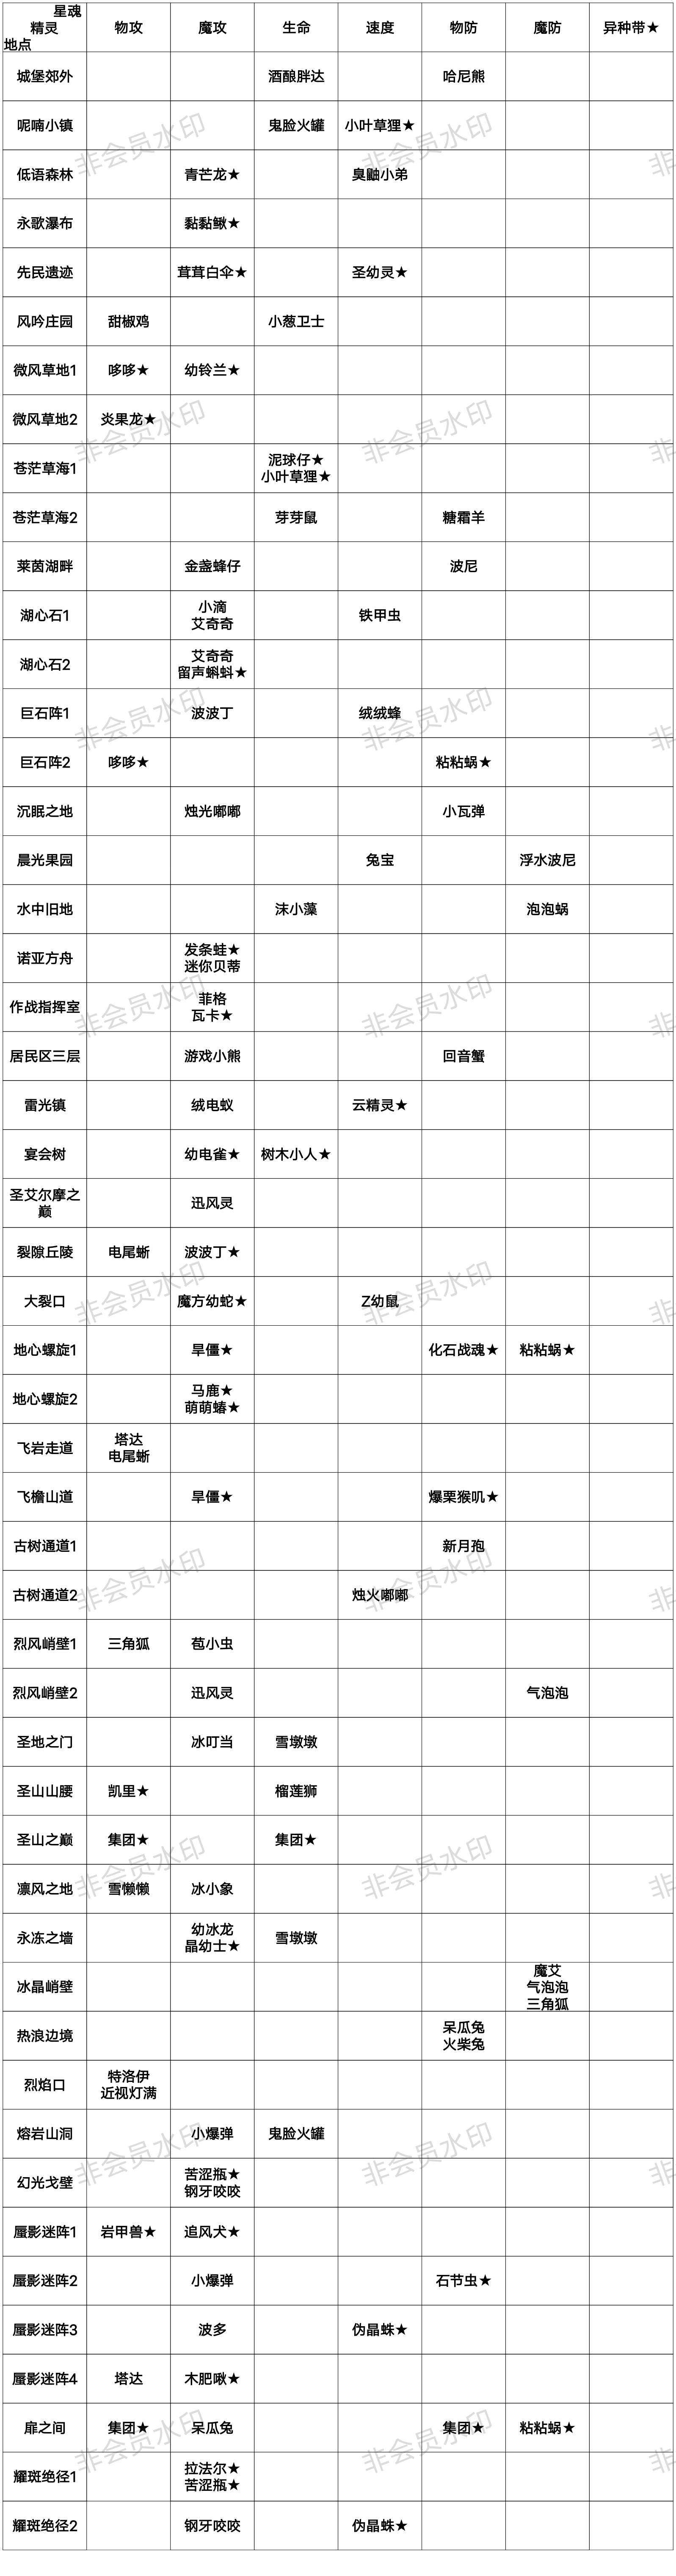 星魂
精灵
地点
物攻 魔攻 生命 速度 物防 魔防 异种带★
城堡郊外 酒酿胖达 哈尼熊
呢喃小镇 鬼脸火罐 小叶草狸★
低语森林 青芒龙★ 臭鼬小弟
永歌瀑布 黏黏鳅★
先民遗迹 茸茸白伞★ 圣幼灵★
风吟庄园 甜椒鸡 小葱卫士
微风草地1 哆哆★ 幼铃兰★
微风草地2 炎果龙★
苍茫草海1 泥球仔★
小叶草狸★
苍茫草海2 芽芽鼠 糖霜羊
莱茵湖畔 金盏蜂仔 波尼
湖心石1 小滴
艾奇奇 铁甲虫
湖心石2 艾奇奇
留声蝌蚪★
巨石阵1 波波丁 绒绒蜂
巨石阵2 哆哆★ 粘粘蜗★
沉眠之地 烛光嘟嘟 小瓦弹
晨光果园 兔宝 浮水波尼
水中旧地 沫小藻 泡泡蜗
诺亚方舟 发条蛙★
迷你贝蒂
作战指挥室 菲格
瓦卡★
居民区三层 游戏小熊 回音蟹
雷光镇 绒电蚁 云精灵★
宴会树 幼电雀★ 树木小人★
圣艾尔摩之
巅 迅风灵
裂隙丘陵 电尾蜥 波波丁★
大裂口 魔方幼蛇★ Z幼鼠
地心螺旋1 旱僵★ 化石战魂★ 粘粘蜗★
地心螺旋2 马鹿★
萌萌蝽★
飞岩走道 塔达
电尾蜥
飞檐山道 旱僵★ 爆栗猴叽★
古树通道1 新月孢
古树通道2 烛火嘟嘟
烈风峭壁1 三角狐 苞小虫
烈风峭壁2 迅风灵 气泡泡
圣地之门 冰叮当 雪墩墩
圣山山腰 凯里★ 榴莲狮
圣山之巅 集团★ 集团★
凛风之地 雪懒懒 冰小象
永冻之墙 幼冰龙
晶幼士★ 雪墩墩
冰晶峭壁 魔艾
气泡泡
三角狐
热浪边境 呆瓜兔
火柴兔
烈焰口 特洛伊
近视灯满
熔岩山洞 小爆弹 鬼脸火罐
幻光戈壁 苦涩瓶★
钢牙咬咬
蜃影迷阵1 岩甲兽★ 追风犬★
蜃影迷阵2 小爆弹 石节虫★
蜃影迷阵3 波多 伪晶蛛★
蜃影迷阵4 塔达 木肥啾★
扉之间 集团★ 呆瓜兔 集团★ 粘粘蜗★
耀斑绝径1 拉法尔★
苦涩瓶★
耀斑绝径2 钢牙咬咬 伪晶蛛★
非会员水印